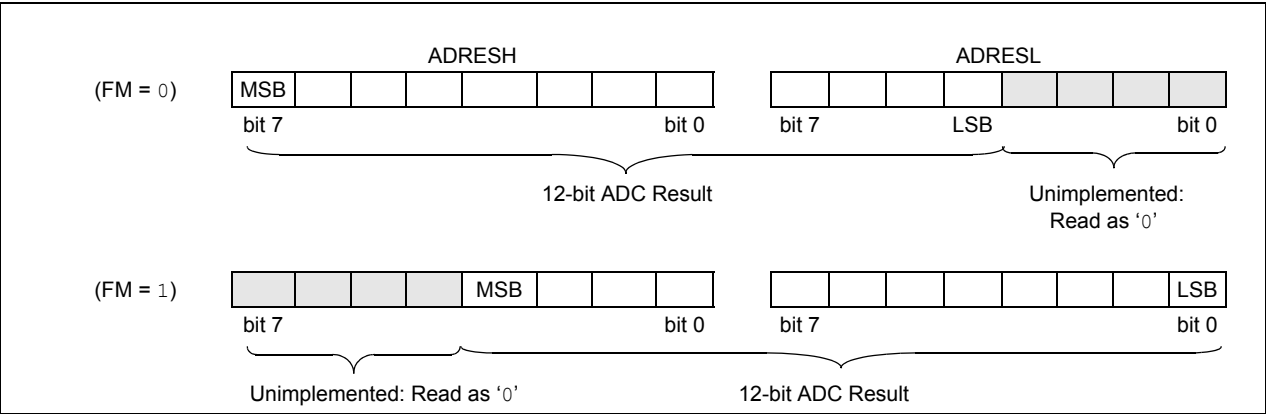 ADRESH ADRESL
(FM = 0) MSB
bit 7 bit 0 bit 7 LSB bit 0
12-bit ADC Result Unimplemented:
Read as ‘0’
(FM = 1) MSB LSB
bit 7 bit 0 bit 7 bit 0
Unimplemented: Read as ‘0’ 12-bit ADC Result